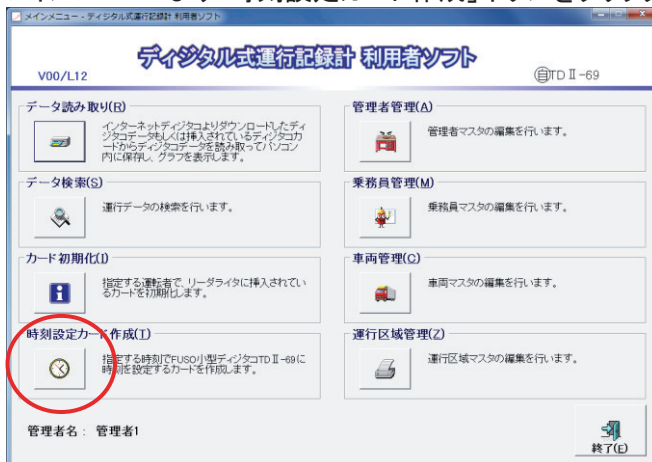 メインメニュー - ディジタル式運行記録計 利用者ソフト
ディジタル式運行記録計 利用者ソフト
V00/L12
自TDⅡ-69
データ読み取り(R)
インターネットディジタコよりダウンロードしたディ
ジタコデータもしくは挿入されているディジタコカ
ードからディジタコデータを読み取ってパソコン
内に保存し、グラフを表示します。
管理者管理(A)
管理者マスタの編集を行います。
データ検索(S)
運行データの検索を行います。
乗務員管理(M)
乗務員マスタの編集を行います。
カード初期化(I)
指定する運転者で、リーダライタに挿入されてい
るカードを初期化します。
車両管理(C)
車両マスタの編集を行います。
時刻設定カード作成(T)
指定する時刻でFUSO小型ディジタコTDⅡ-69に
時刻を設定するカードを作成します。
運行区域管理(Z)
運行区域マスタの編集を行います。
管理者名 : 管理者1
終了(E)